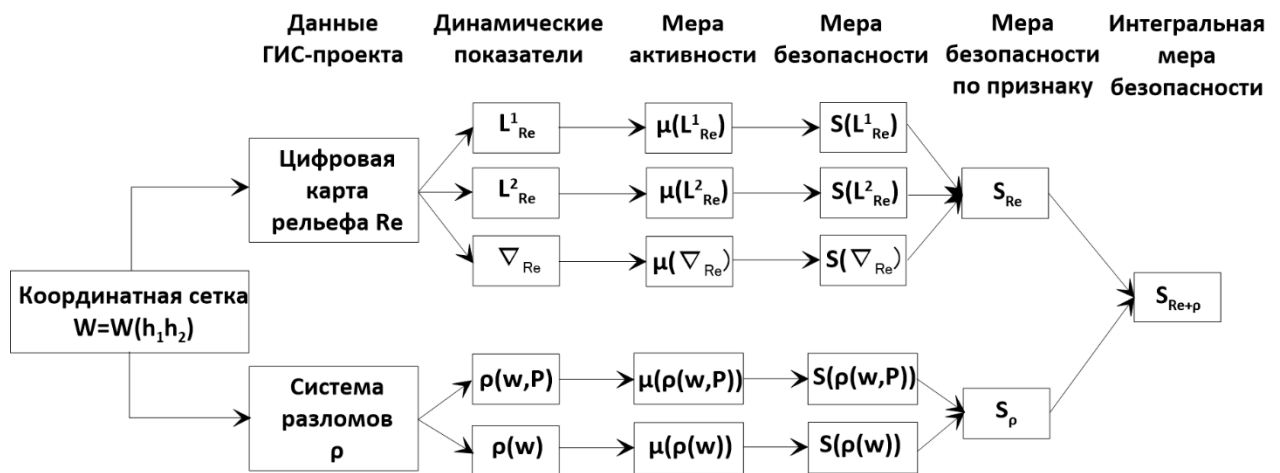 Данные
ГИС-проекта
Динамические
показатели
Мера
активности
Мера
безопасности
Мера
безопасности
по признаку
Интегральная
мера
безопасности
Координатная сетка
W=W(h₁h₂)
Цифровая
карта
рельефа Re
L¹Re
μ(L¹Re)
S(L¹Re)
L²Re
μ(L²Re)
S(L²Re)
∇Re
μ(∇Re)
S(∇Re)
SRe
Система
разломов
ρ
ρ(w,P)
μ(ρ(w,P))
S(ρ(w,P))
ρ(w)
μ(ρ(w))
S(ρ(w))
Sρ
SRe+ρ